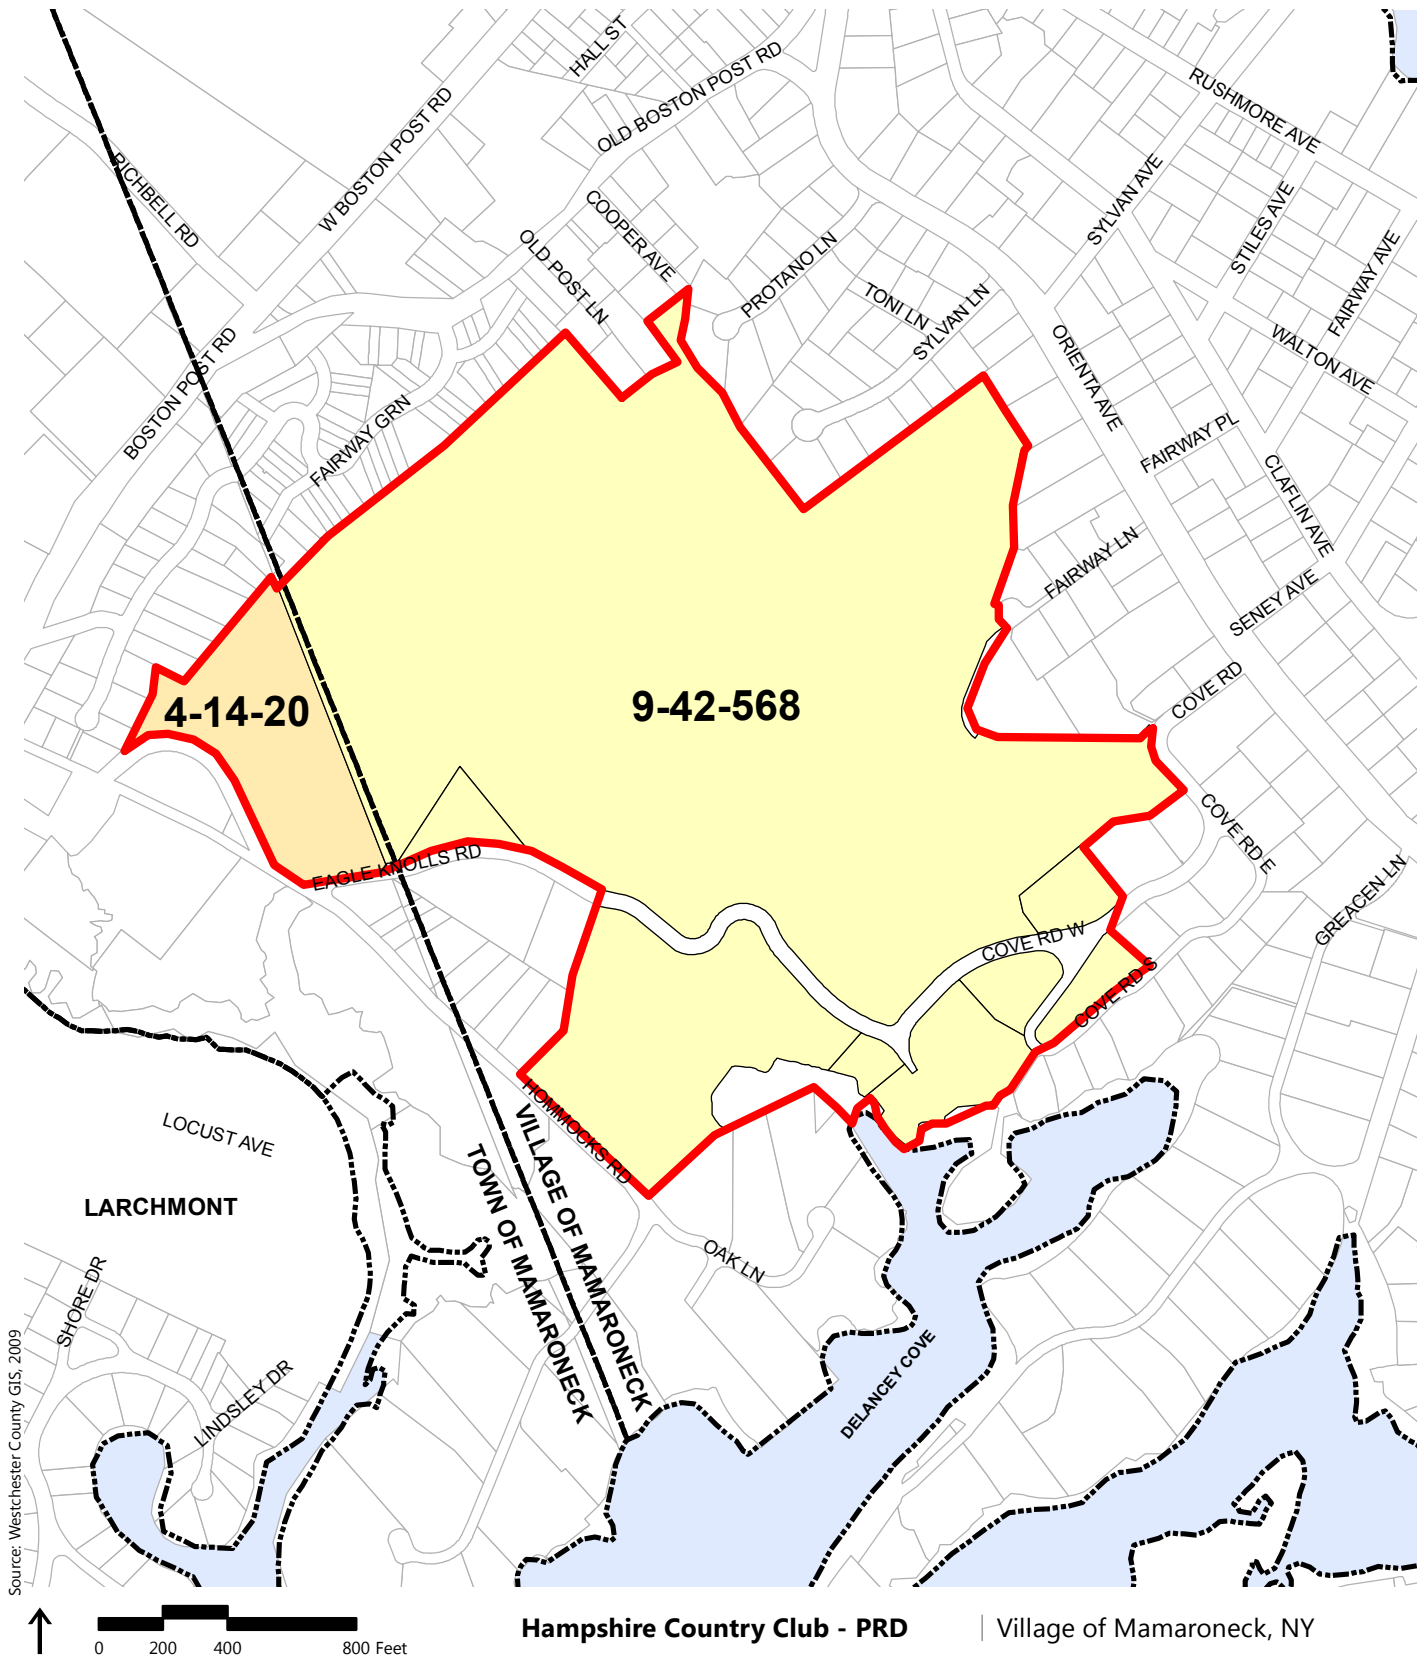 HALL ST
OLD BOSTON POST RD
RUSHMORE AVE
W BOSTON POST RD
RICHBELL RD
SYLVAN AVE
STILES AVE
COOPER AVE
FAIRWAY AVE
OLD POST LN
PROTANO LN
TONI LN
SYLVAN LN
ORIENTA AVE
WALTON AVE
BOSTON POST RD
FAIRWAY GRN
FAIRWAY PL
CLAFLIN AVE
FAIRWAY LN
SENEY AVE
COVE RD
4-14-20
9-42-568
COVE RD E
EAGLE KNOLLS RD
GREACEN LN
COVE RD W
COVE RD S
HOMMOCKS RD
LOCUST AVE
VILLAGE OF MAMARONECK
TOWN OF MAMARONECK
LARCHMONT
OAK LN
SHORE DR
DELANCEY COVE
LINDSLEY DR
Source: Westchester County GIS, 2009
0 200 400 800 Feet
Hampshire Country Club - PRD | Village of Mamaroneck, NY